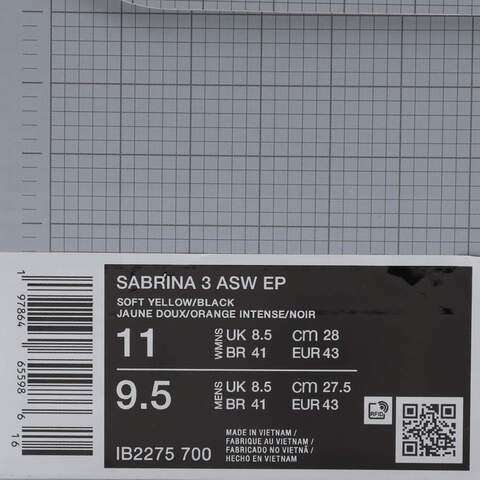 SABRINA 3 ASW EP
SOFT YELLOW/BLACK
JAUNE DOUX/ORANGE INTENSE/NOIR
11 WMNS UK 8.5 cm 28
BR 41 EUR 43
9.5 MENS UK 8.5 cm 27.5
BR 41 EUR 43
RFID
IB2275 700
MADE IN VIETNAM /
FABRIQUE AU VIETNAM /
FABRICADO NO VIETNÃ /
HECHO EN VIETNAM
1 97864 65598 6 16